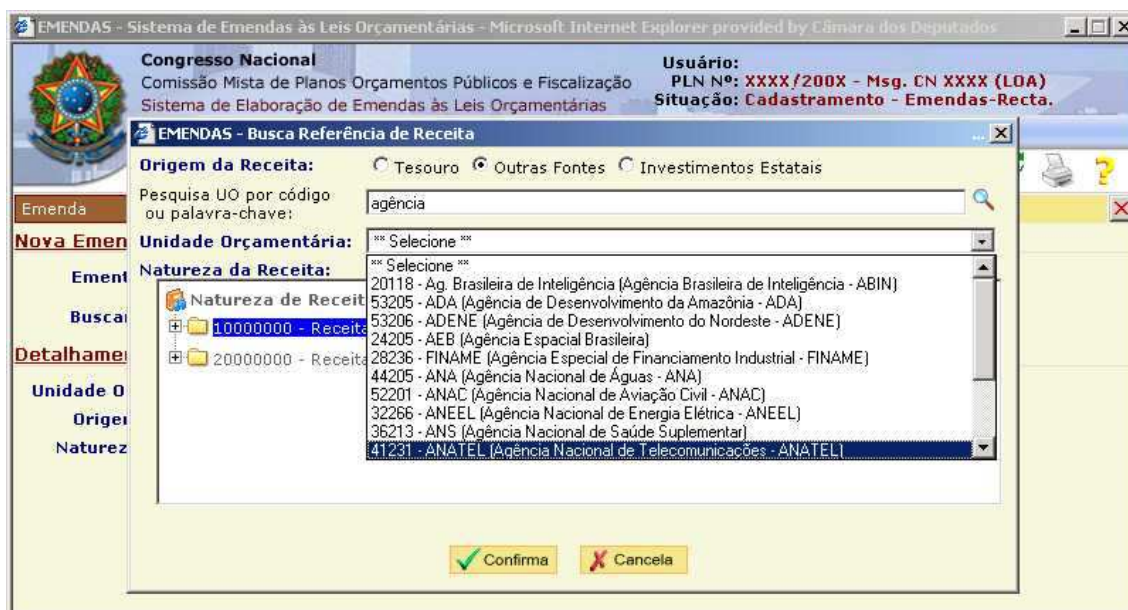 EMENDAS - Sistema de Emendas às Leis Orçamentárias - Microsoft Internet Explorer provided by Câmara dos Deputados
Congresso Nacional
Comissão Mista de Planos Orçamentos Públicos e Fiscalização
Sistema de Elaboração de Emendas às Leis Orçamentárias
Usuário:
PLN Nº: XXXX/200X - Msg. CN XXXX (LOA)
Situação: Cadastramento - Emendas-Recta.
EMENDAS - Busca Referência de Receita
Origem da Receita: Tesouro Outras Fontes Investimentos Estatais
Pesquisa UO por código
ou palavra-chave:
agência
Unidade Orçamentária: ** Selecione **
Natureza da Receita:
** Selecione **
20118 - Ag. Brasileira de Inteligência (Agência Brasileira de Inteligência - ABIN)
53205 - ADA (Agência de Desenvolvimento da Amazônia - ADA)
53206 - ADENE (Agência de Desenvolvimento do Nordeste - ADENE)
24205 - AEB (Agência Espacial Brasileira)
28236 - FINAME (Agência Especial de Financiamento Industrial - FINAME)
44205 - ANA (Agência Nacional de Águas - ANA)
52201 - ANAC (Agência Nacional de Aviação Civil - ANAC)
32266 - ANEEL (Agência Nacional de Energia Elétrica - ANEEL)
36213 - ANS (Agência Nacional de Saúde Suplementar)
41231 - ANATEL (Agência Nacional de Telecomunicações - ANATEL)
Natureza de Receit
10000000 - Receita
20000000 - Receita
Confirma Cancela
Emenda
Nova Emen
Ement
Busca
Detalhame
Unidade O
Orige
Naturez